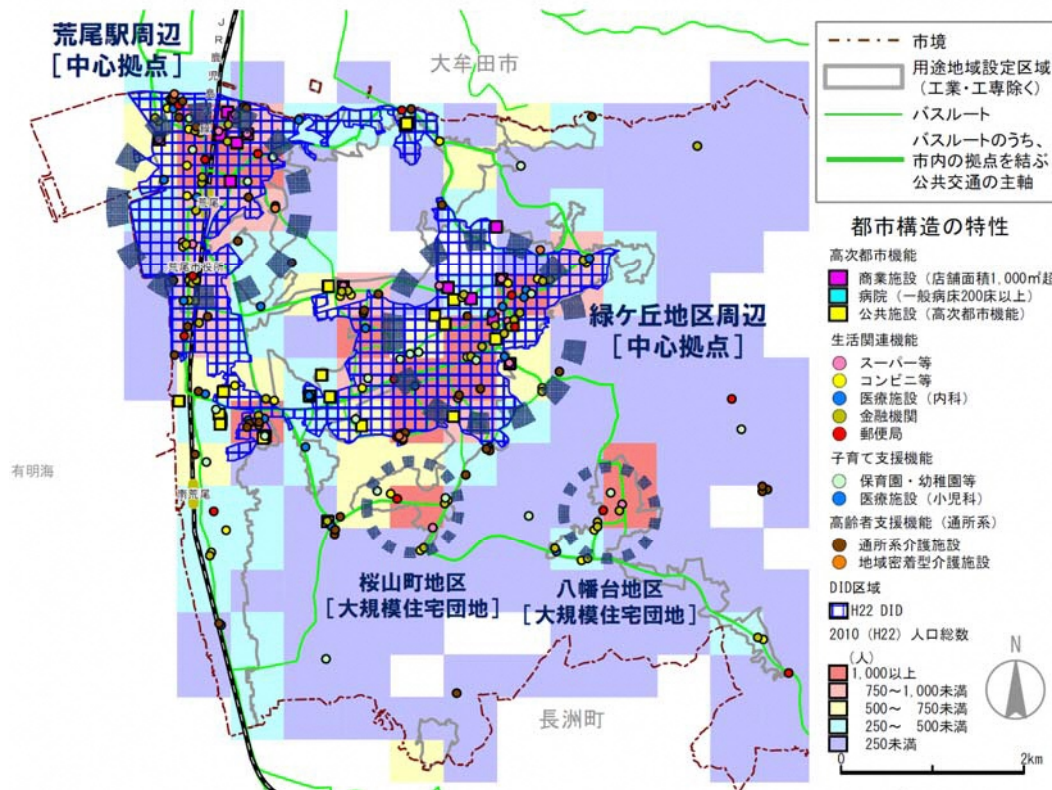 荒尾駅周辺
[中心拠点]
JR鹿児島
大牟田市
荒尾
荒尾市役所
緑ケ丘地区周辺
[中心拠点]
有明海
南荒尾
桜山町地区
[大規模住宅団地]
八幡台地区
[大規模住宅団地]
長洲町
市境
用途地域設定区域
(工業・工専除く)
バスルート
バスルートのうち、
市内の拠点を結ぶ
公共交通の主軸
都市構造の特性
高次都市機能
商業施設(店舗面積1,000㎡超
病院(一般病床200床以上)
公共施設(高次都市機能)
生活関連機能
スーパー等
コンビニ等
医療施設(内科)
金融機関
郵便局
子育て支援機能
保育園・幼稚園等
医療施設(小児科)
高齢者支援機能(通所系)
通所系介護施設
地域密着型介護施設
DID区域
H22 DID
2010(H22)人口総数
(人)
1,000以上
750~1,000未満
500~ 750未満
250~ 500未満
250未満
N
0 2km